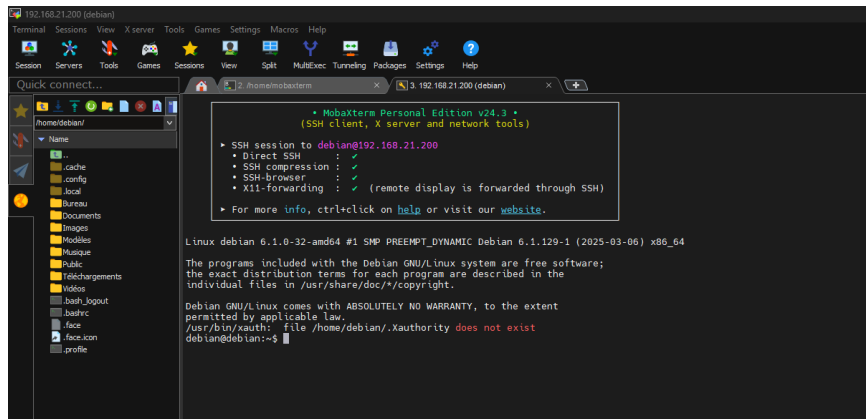 192.168.21.200 (debian)
Terminal Sessions View X server Tools Games Settings Macros Help
Session Servers Tools Games Sessions View Split MultiExec Tunneling Packages Settings Help
Quick connect...
2. /home/mobaxterm
3. 192.168.21.200 (debian)
/home/debian/
Name
..
.cache
.config
.local
Bureau
Documents
Images
Modèles
Musique
Public
Téléchargements
Vidéos
.bash_logout
.bashrc
.face
.face.icon
.profile
• MobaXterm Personal Edition v24.3 •
(SSH client, X server and network tools)
► SSH session to debian@192.168.21.200
• Direct SSH : ✔
• SSH compression : ✔
• SSH-browser : ✔
• X11-forwarding : ✔ (remote display is forwarded through SSH)
► For more info, ctrl+click on help or visit our website.
Linux debian 6.1.0-32-amd64 #1 SMP PREEMPT_DYNAMIC Debian 6.1.129-1 (2025-03-06) x86_64
The programs included with the Debian GNU/Linux system are free software;
the exact distribution terms for each program are described in the
individual files in /usr/share/doc/*/copyright.
Debian GNU/Linux comes with ABSOLUTELY NO WARRANTY, to the extent
permitted by applicable law.
/usr/bin/xauth: file /home/debian/.Xauthority does not exist
debian@debian:~$